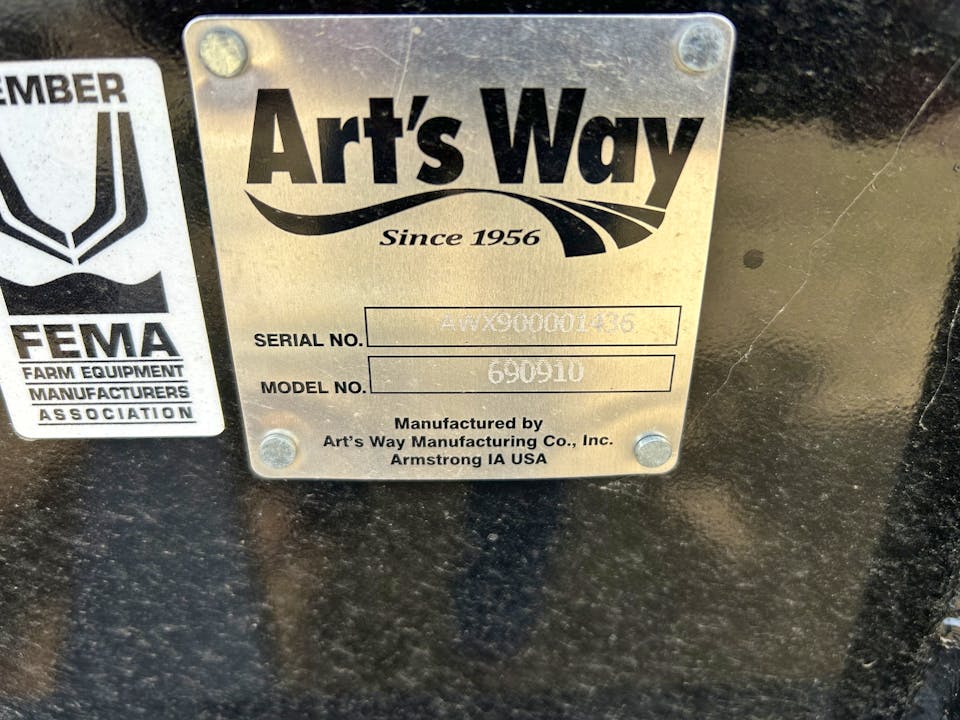 EMBER
FEMA
FARM EQUIPMENT
MANUFACTURERS
ASSOCIATION
Art's Way
Since 1956
SERIAL NO. AWX900001436
MODEL NO. 690910
Manufactured by
Art's Way Manufacturing Co., Inc.
Armstrong IA USA